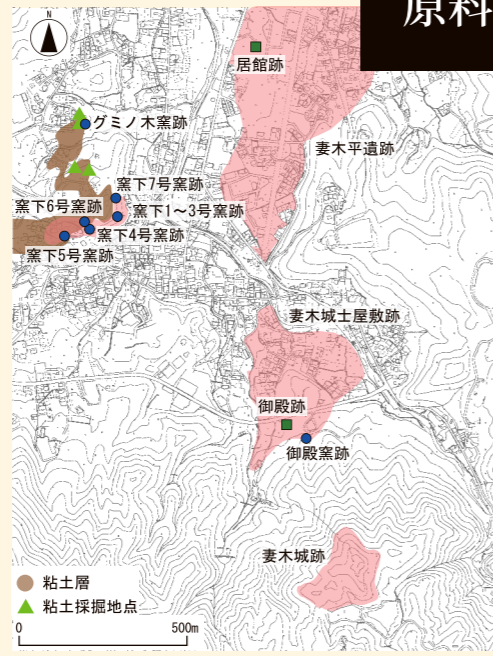 原料
N
居館跡
グミノ木窯跡
妻木平遺跡
窯下7号窯跡
窯下6号窯跡
窯下1〜3号窯跡
窯下4号窯跡
窯下5号窯跡
妻木城士屋敷跡
御殿跡
御殿窯跡
妻木城跡
粘土層
粘土採掘地点
0 500m